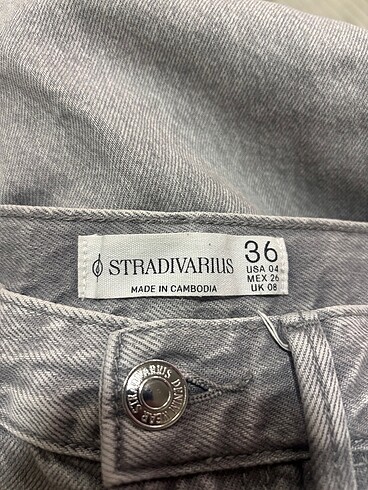 STRADIVARIUS
MADE IN CAMBODIA
36
USA 04
MEX 26
UK 08
STRADIVARIUS DENIM WEAR